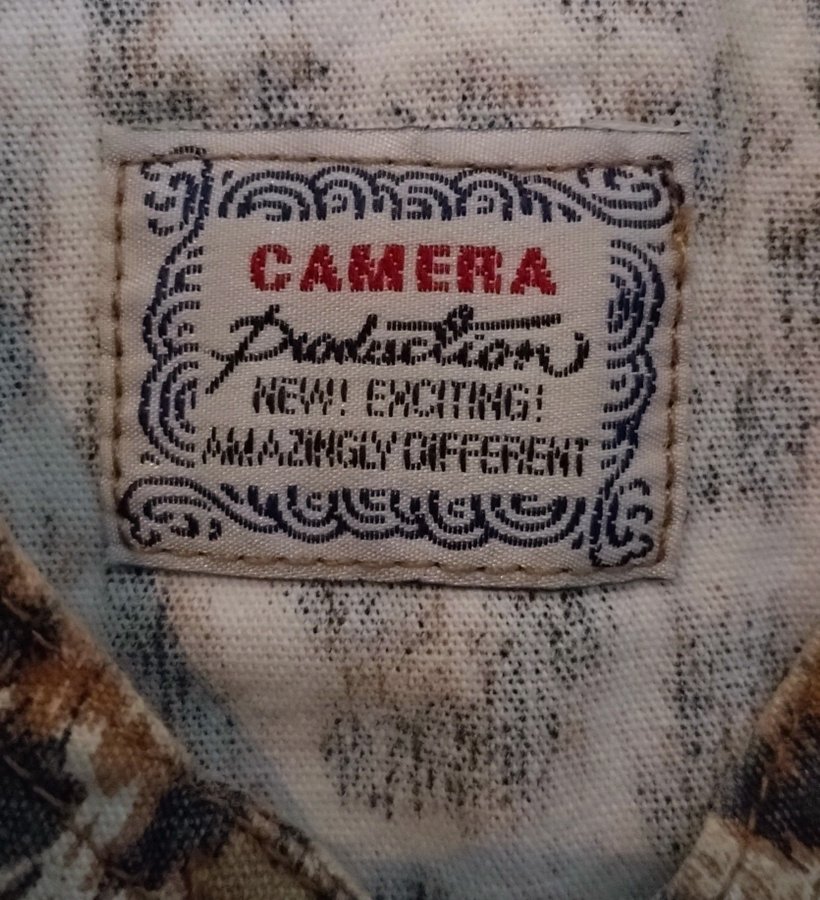 CAMERA
Production
NEW! EXCITING!
AMAZINGLY DIFFERENT